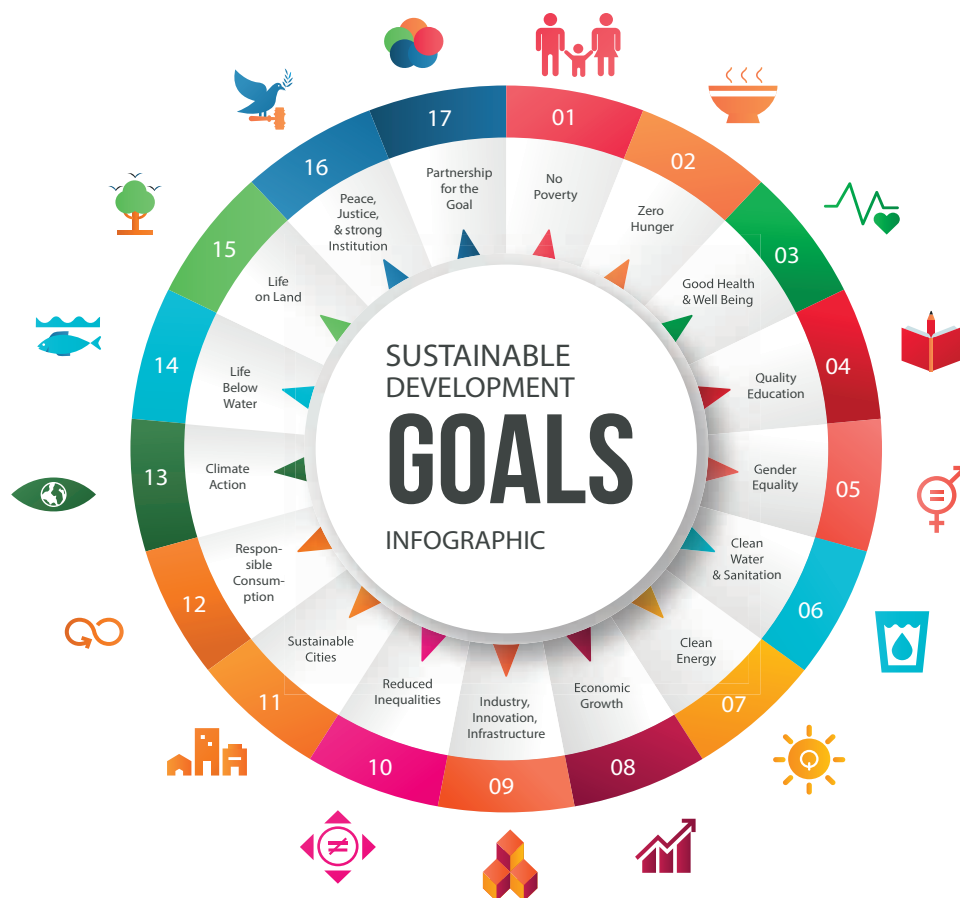 SUSTAINABLE
DEVELOPMENT
GOALS
INFOGRAPHIC
01
No
Poverty
02
Zero
Hunger
03
Good Health
& Well Being
04
Quality
Education
05
Gender
Equality
06
Clean
Water
& Sanitation
07
Clean
Energy
08
Economic
Growth
09
Industry,
Innovation,
Infrastructure
10
Reduced
Inequalities
11
Sustainable
Cities
12
Respon-
sible
Consum-
ption
13
Climate
Action
14
Life
Below
Water
15
Life
on Land
16
Peace,
Justice,
& strong
Institution
17
Partnership
for the
Goal